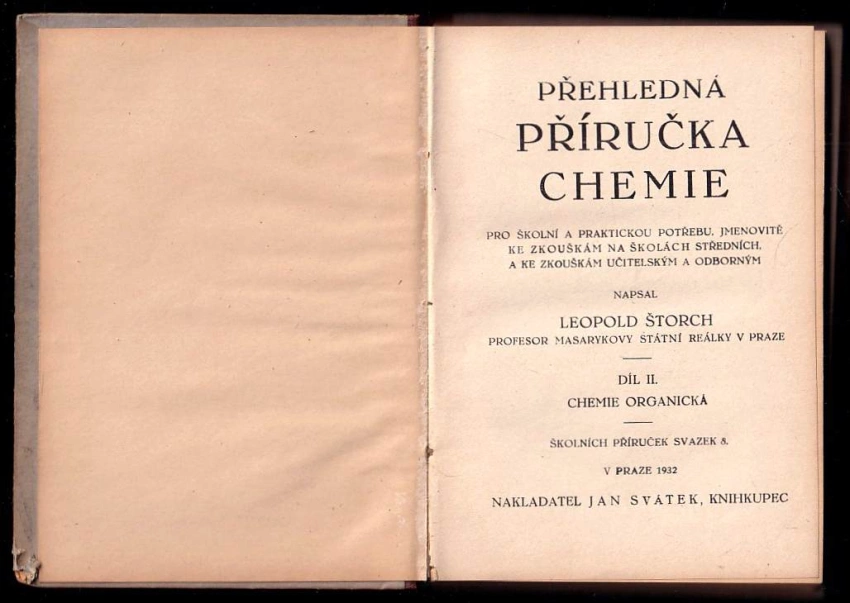 PŘEHLEDNÁ
PŘÍRUČKA
CHEMIE
PRO ŠKOLNÍ A PRAKTICKOU POTŘEBU, JMENOVITĚ
KE ZKOUŠKÁM NA ŠKOLÁCH STŘEDNÍCH,
A KE ZKOUŠKÁM UČITELSKÝM A ODBORNÝM
NAPSAL
LEOPOLD ŠTORCH
PROFESOR MASARYKOVY STÁTNÍ REÁLKY V PRAZE
DÍL II.
CHEMIE ORGANICKÁ
ŠKOLNÍCH PŘÍRUČEK SVAZEK 8.
V PRAZE 1932
NAKLADATEL JAN SVÁTEK, KNIHKUPEC